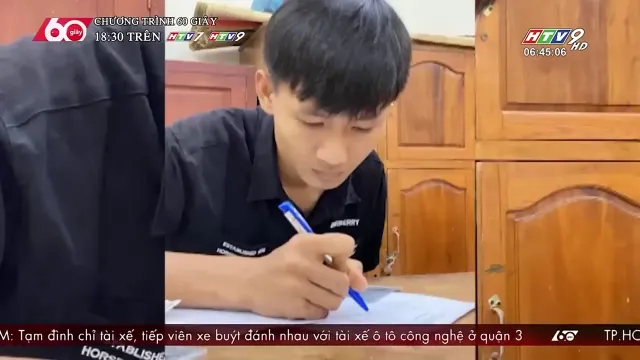 60 giây
CHƯƠNG TRÌNH 60 GIÂY
18:30 TRÊN HTV7 HTV9
HTV9 HD
06:45:06
ESTABLISHED
M: Tạm đình chỉ tài xế, tiếp viên xe buýt đánh nhau với tài xế ô tô công nghệ ở quận 3
60
TP.HC